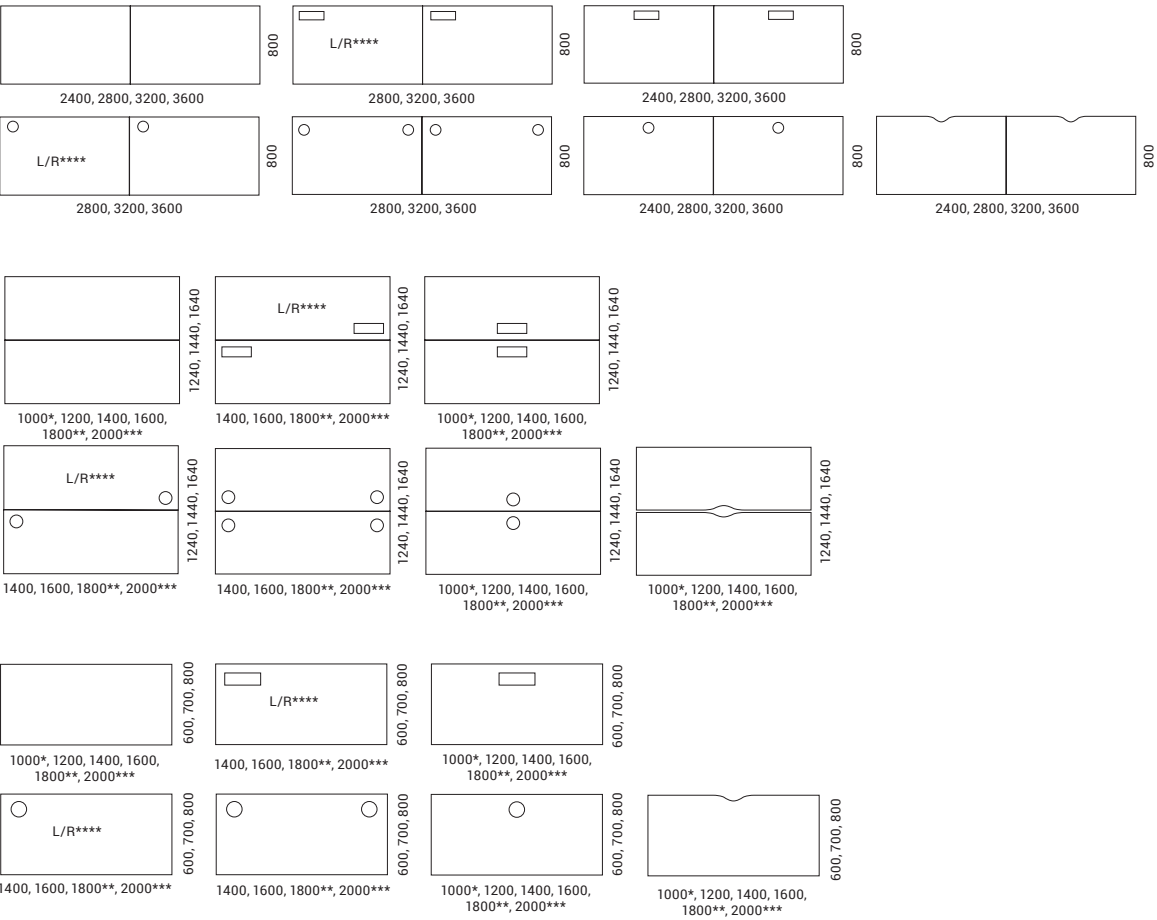 800
L/R****
800
800
2400, 2800, 3200, 3600
2800, 3200, 3600
2400, 2800, 3200, 3600
L/R****
800
800
800
800
2800, 3200, 3600
2800, 3200, 3600
2400, 2800, 3200, 3600
2400, 2800, 3200, 3600
1240, 1440, 1640
L/R****
1240, 1440, 1640
1240, 1440, 1640
1000*, 1200, 1400, 1600,
1800**, 2000***
1400, 1600, 1800**, 2000***
1000*, 1200, 1400, 1600,
1800**, 2000***
L/R****
1240, 1440, 1640
1240, 1440, 1640
1240, 1440, 1640
1240, 1440, 1640
1400, 1600, 1800**, 2000***
1400, 1600, 1800**, 2000***
1000*, 1200, 1400, 1600,
1800**, 2000***
1000*, 1200, 1400, 1600,
1800**, 2000***
600, 700, 800
L/R****
600, 700, 800
600, 700, 800
1000*, 1200, 1400, 1600,
1800**, 2000***
1400, 1600, 1800**, 2000***
1000*, 1200, 1400, 1600,
1800**, 2000***
L/R****
600, 700, 800
600, 700, 800
600, 700, 800
600, 700, 800
1400, 1600, 1800**, 2000***
1400, 1600, 1800**, 2000***
1000*, 1200, 1400, 1600,
1800**, 2000***
1000*, 1200, 1400, 1600,
1800**, 2000***